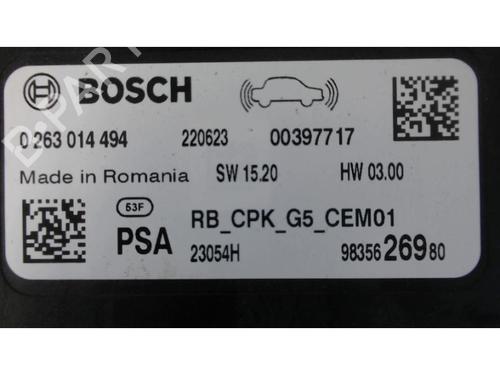 BOSCH
0 263 014 494 220623 00397717
Made in Romania SW 15.20 HW 03.00
53F
RB_CPK_G5_CEM01
PSA 23054H 98356 269 80